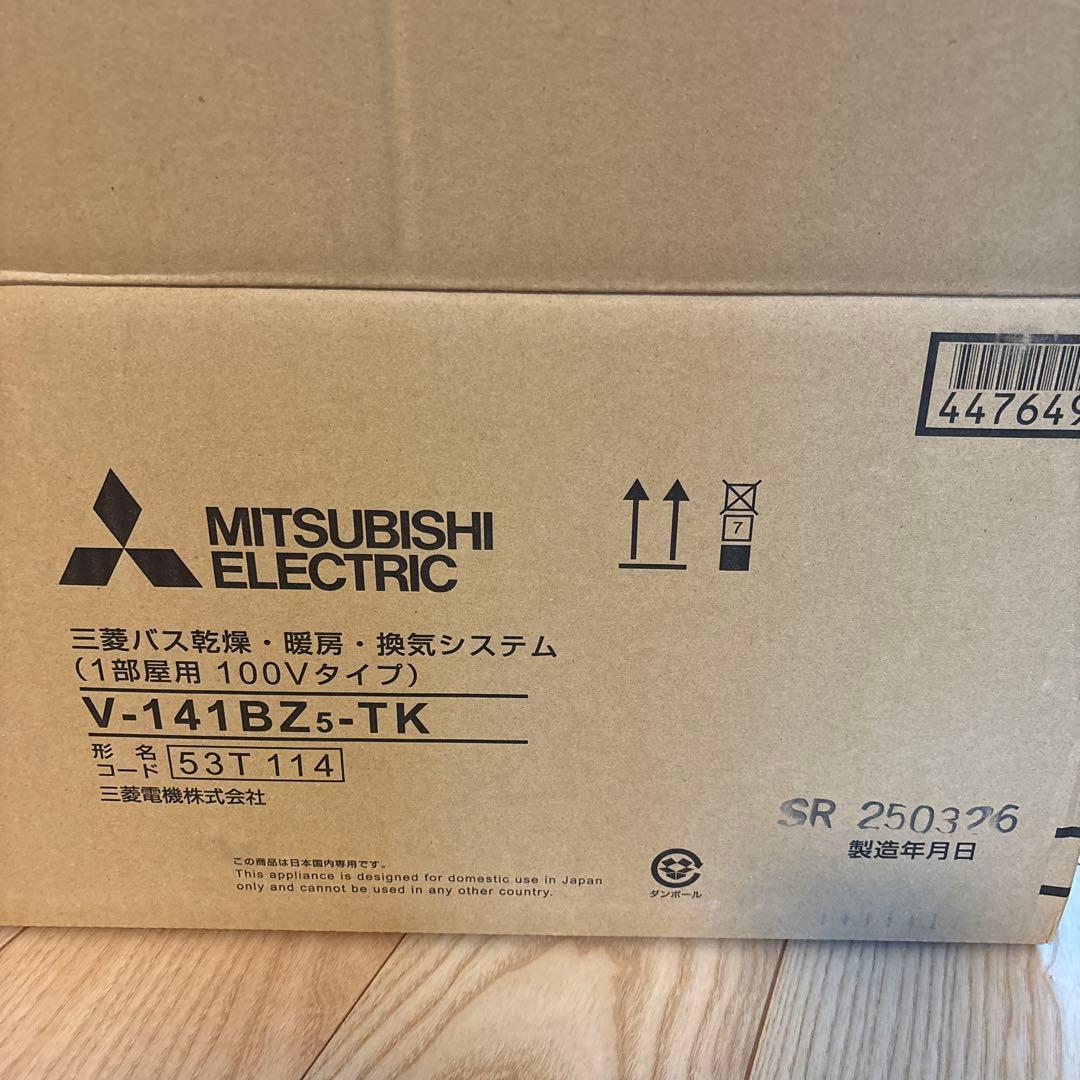 447649
MITSUBISHI
ELECTRIC
7
三菱バス乾燥・暖房・換気システム
(1部屋用 100Vタイプ)
V-141BZ5-TK
形名
コード 53T 114
三菱電機株式会社
SR 250326
製造年月日
この商品は日本国内専用です。
This appliance is designed for domestic use in Japan
only and cannot be used in any other country.
ダンボール